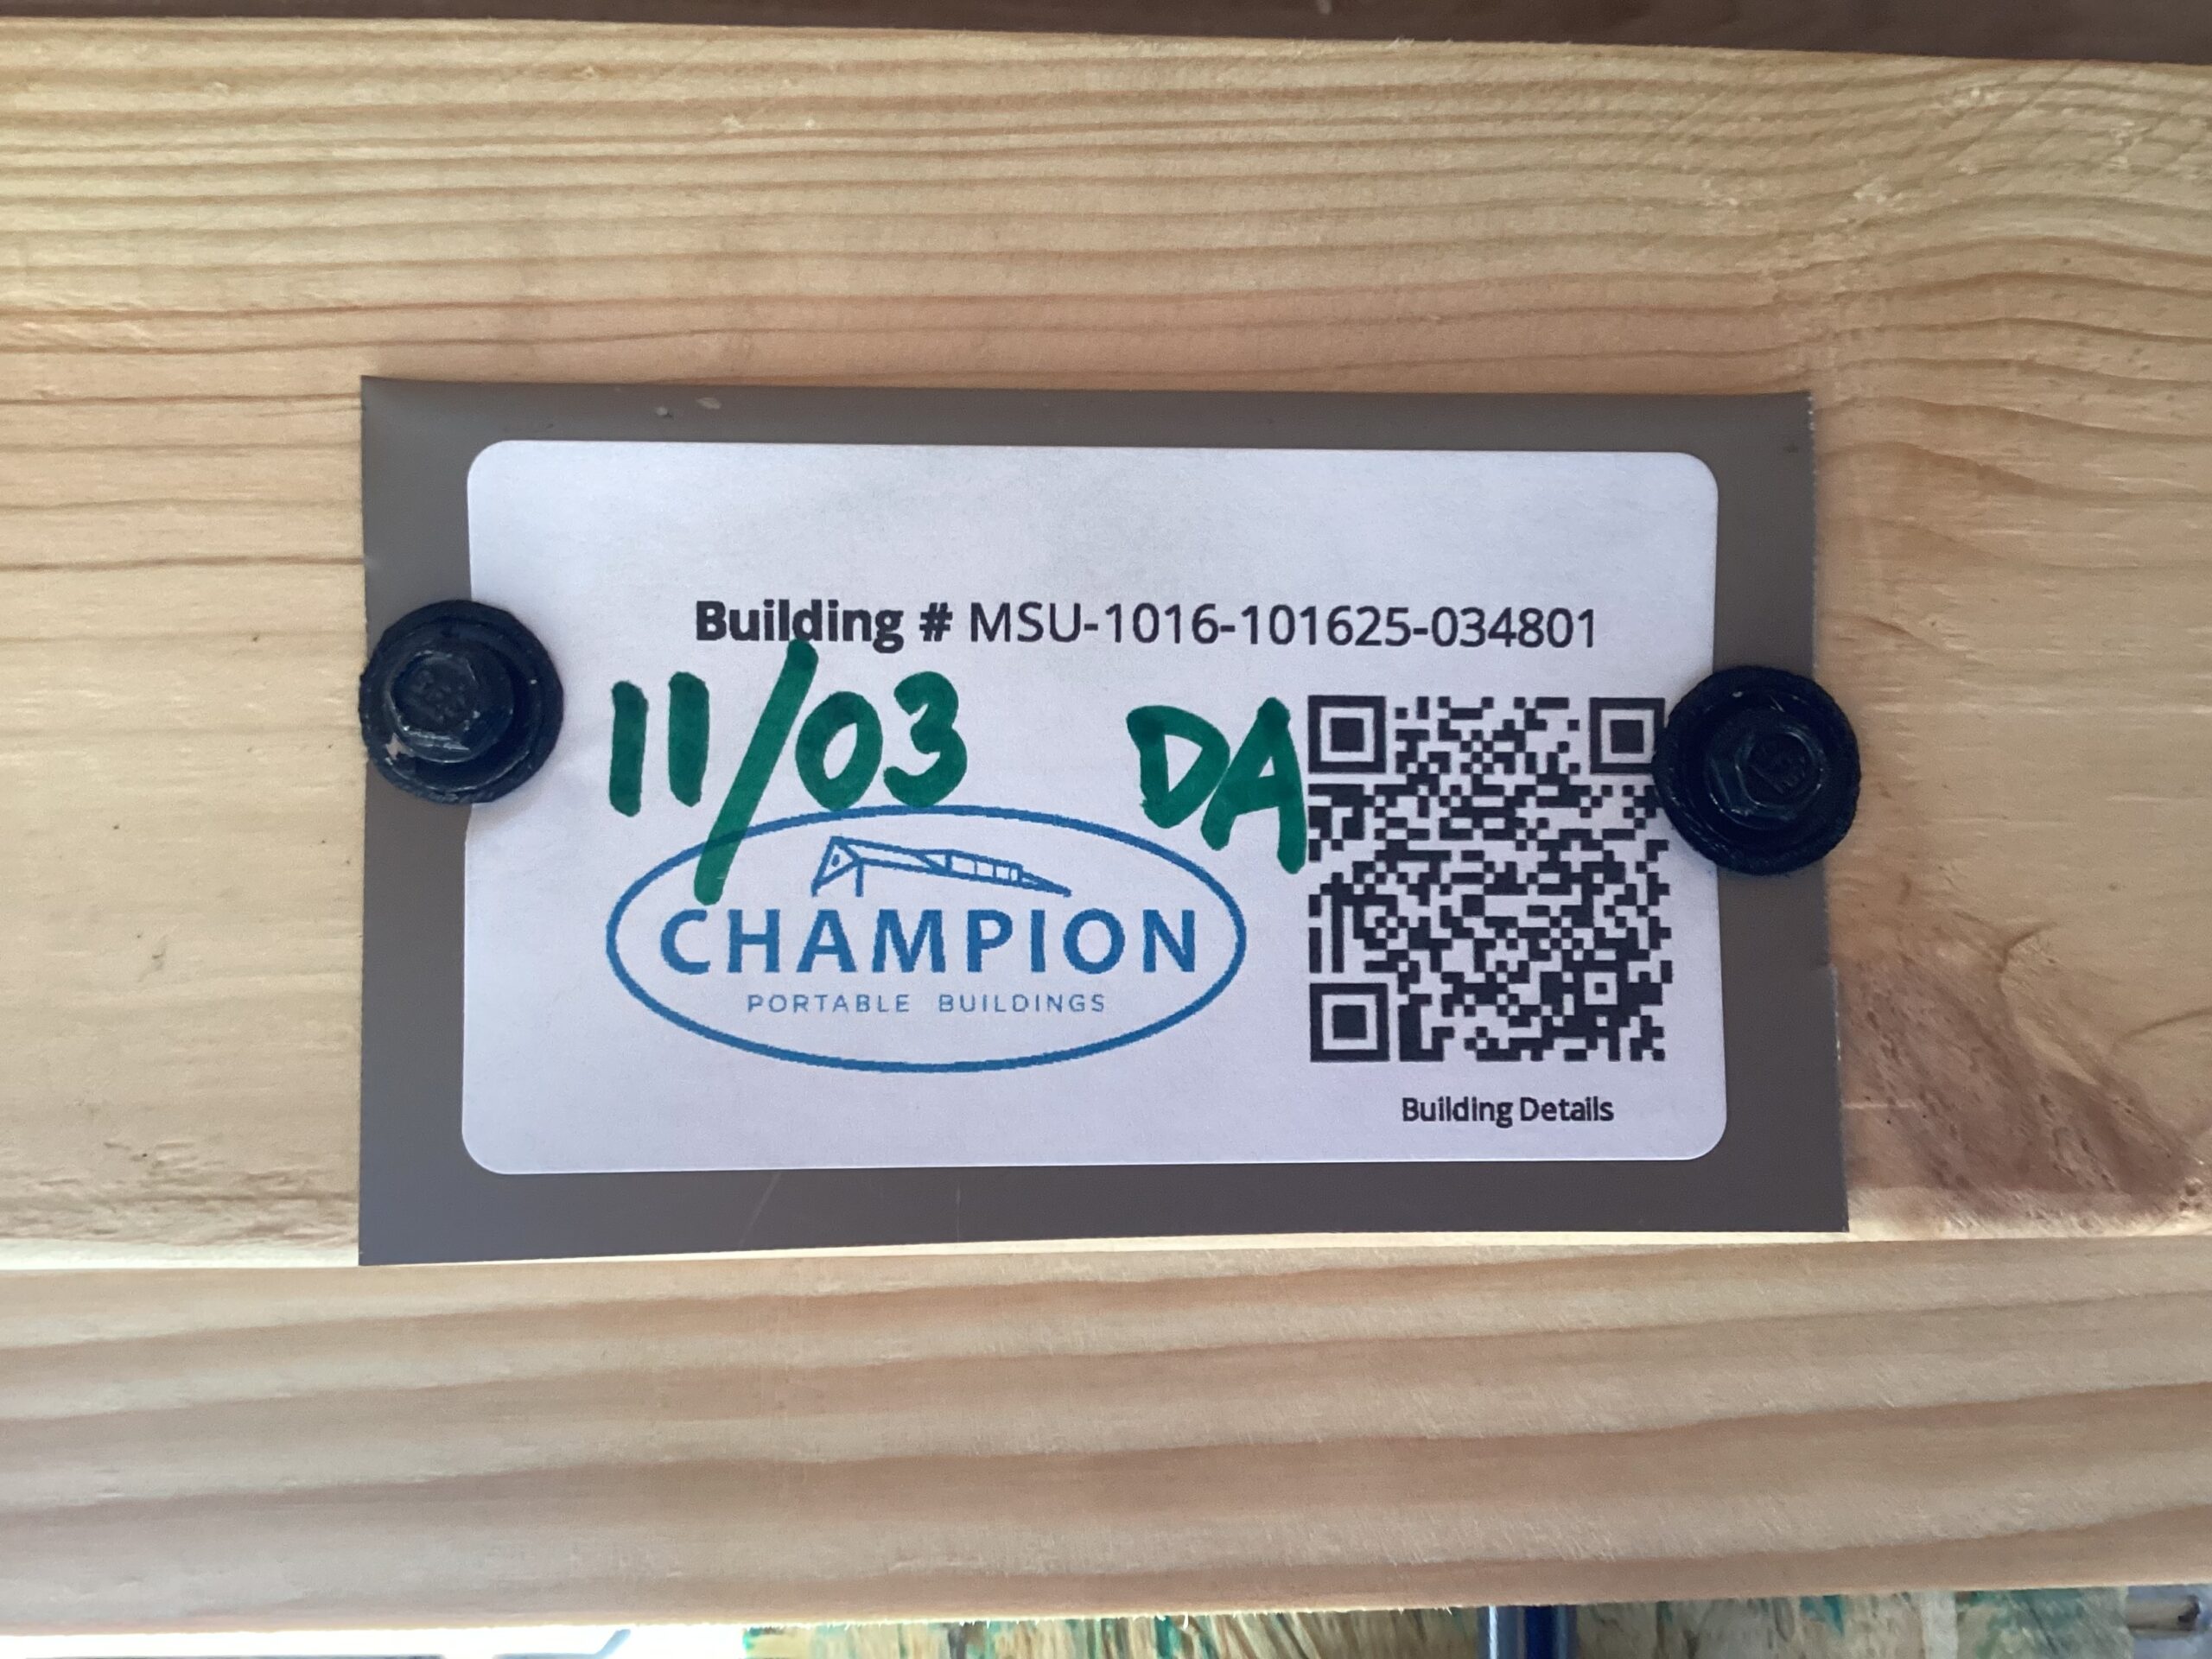 Building # MSU-1016-101625-034801
11/03 DA
CHAMPION
PORTABLE BUILDINGS
Building Details